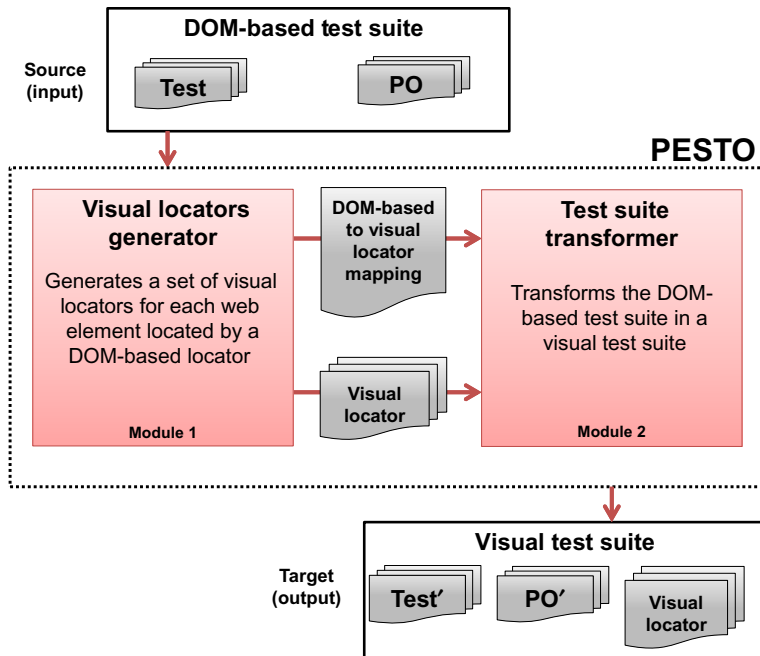 DOM-based test suite
Source
(input)
Test
PO
PESTO
Visual locators
generator
Generates a set of visual
locators for each web
element located by a
DOM-based locator
Module 1
DOM-based
to visual
locator
mapping
Visual
locator
Test suite
transformer
Transforms the DOM-
based test suite in a
visual test suite
Module 2
Visual test suite
Target
(output)
Test′
PO′
Visual
locator